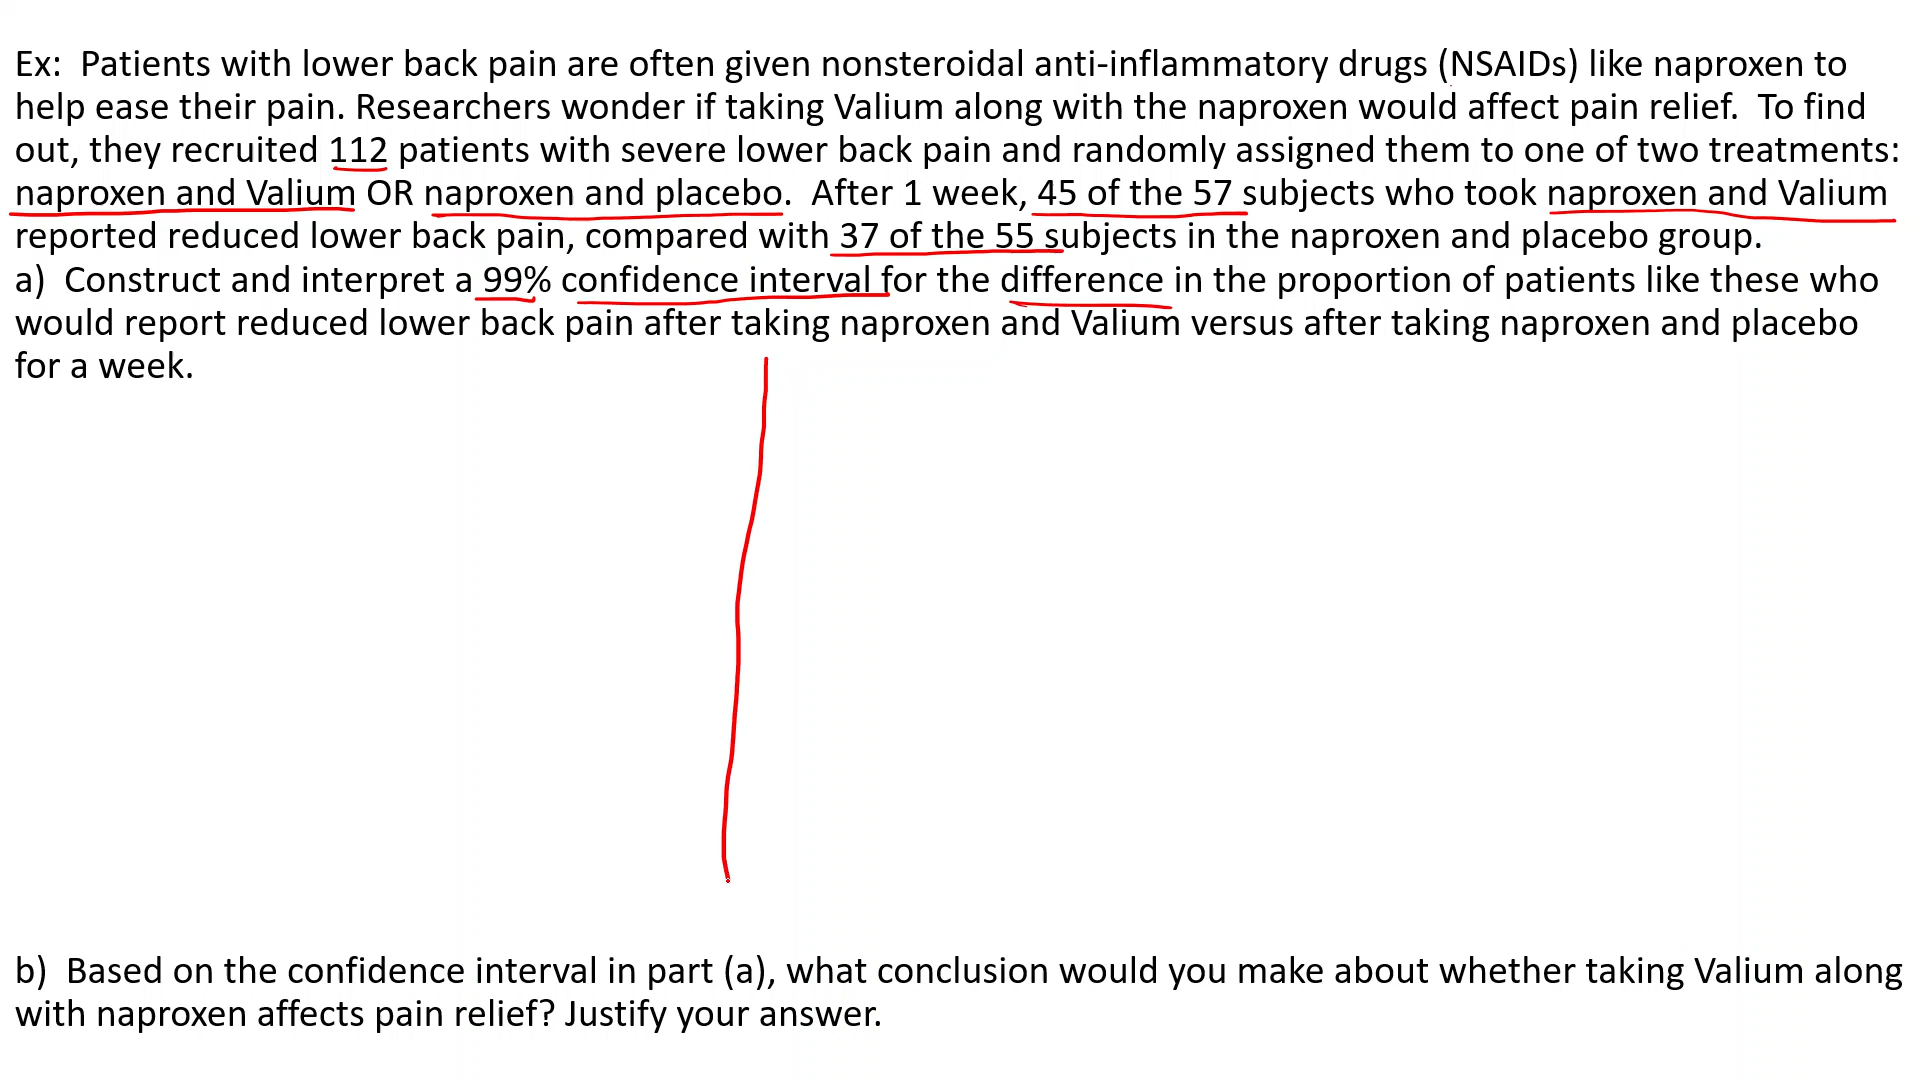 Ex:  Patients with lower back pain are often given nonsteroidal anti-inflammatory drugs (NSAIDs) like naproxen to
help ease their pain. Researchers wonder if taking Valium along with the naproxen would affect pain relief.  To find
out, they recruited 112 patients with severe lower back pain and randomly assigned them to one of two treatments:
naproxen and Valium OR naproxen and placebo.  After 1 week, 45 of the 57 subjects who took naproxen and Valium
reported reduced lower back pain, compared with 37 of the 55 subjects in the naproxen and placebo group.
a)  Construct and interpret a 99% confidence interval for the difference in the proportion of patients like these who
would report reduced lower back pain after taking naproxen and Valium versus after taking naproxen and placebo
for a week.
b)  Based on the confidence interval in part (a), what conclusion would you make about whether taking Valium along
with naproxen affects pain relief? Justify your answer.